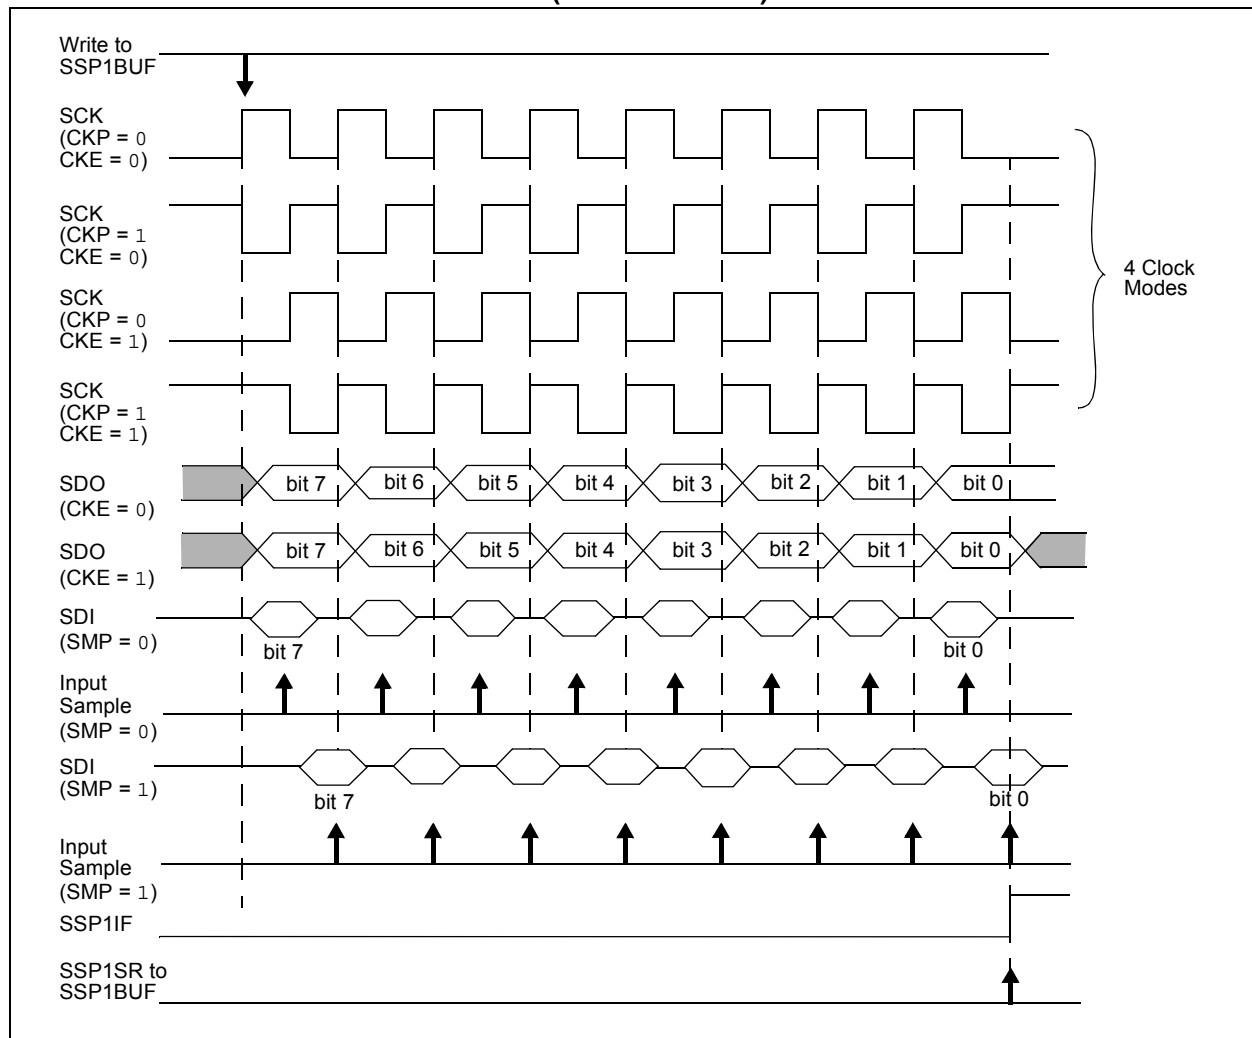 Write to
SSP1BUF
SCK
(CKP = 0
CKE = 0)
SCK
(CKP = 1
CKE = 0)
4 Clock
Modes
SCK
(CKP = 0
CKE = 1)
SCK
(CKP = 1
CKE = 1)
SDO
(CKE = 0)
bit 7 bit 6 bit 5 bit 4 bit 3 bit 2 bit 1 bit 0
SDO
(CKE = 1)
bit 7 bit 6 bit 5 bit 4 bit 3 bit 2 bit 1 bit 0
SDI
(SMP = 0)
bit 7 bit 0
Input
Sample
(SMP = 0)
SDI
(SMP = 1)
bit 7 bit 0
Input
Sample
(SMP = 1)
SSP1IF
SSP1SR to
SSP1BUF